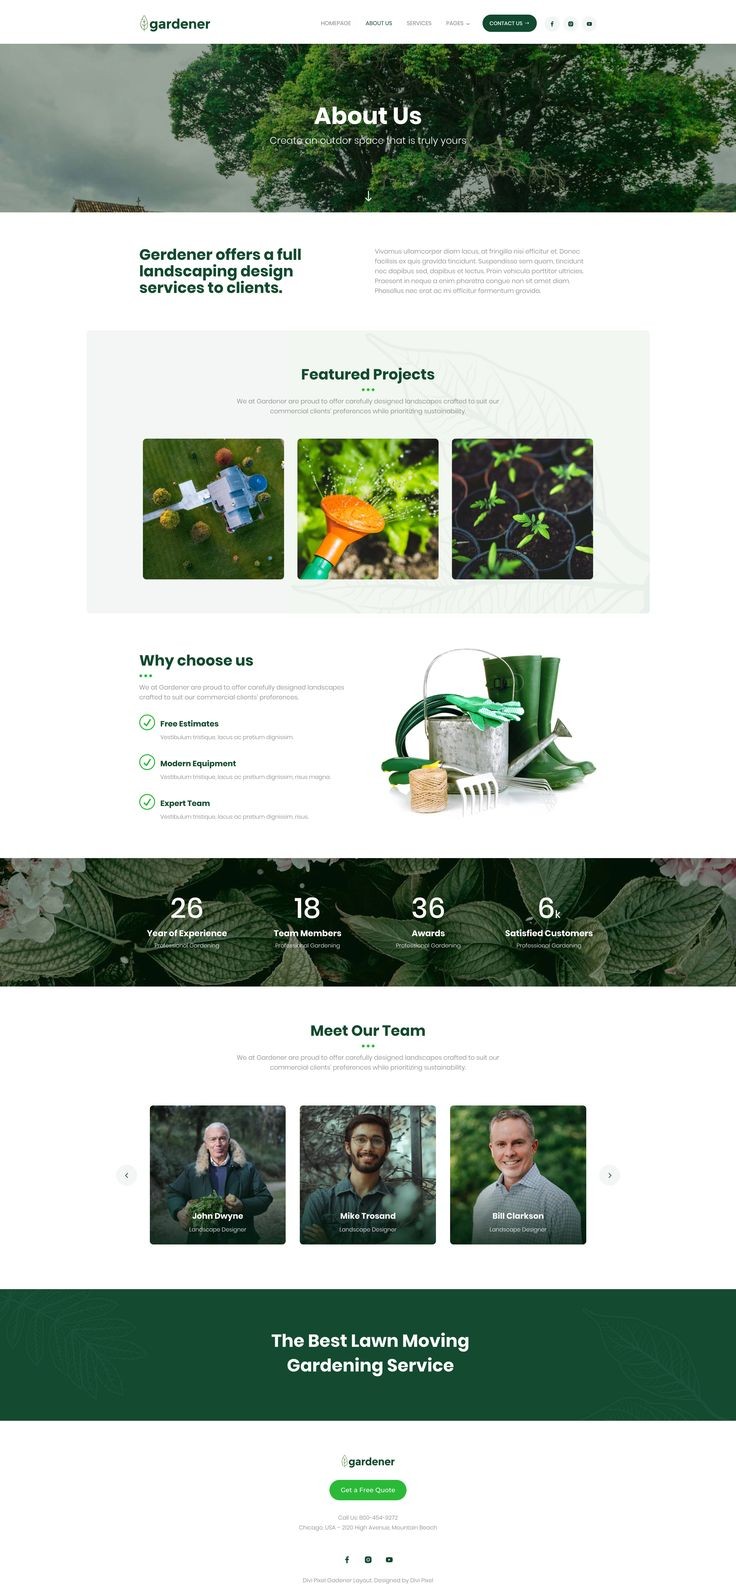 gardener
HOMEPAGE
ABOUT US
SERVICES
PAGES
CONTACT US →
About Us
Create an outdor space that is truly yours
Gerdener offers a full
landscaping design
services to clients.
Vivamus ullamcorper diam lacus, at fringilla nisi efficitur et. Donec
facilisis ex quis gravida tincidunt. Suspendisse sem quam, tincidunt
nec dapibus sed, dapibus et lectus. Proin vehicula porttitor ultricies.
Praesent in neque a enim pharetra congue non sit amet diam.
Phasellus nec erat ac mi efficitur fermentum gravida.
Featured Projects
We at Gardener are proud to offer carefully designed landscapes crafted to suit our
commercial clients' preferences while prioritizing sustainability.
Why choose us
We at Gardener are proud to offer carefully designed landscapes
crafted to suit our commercial clients' preferences.
Free Estimates
Vestibulum tristique, lacus ac pretium dignissim.
Modern Equipment
Vestibulum tristique, lacus ac pretium dignissim, risus magna.
Expert Team
Vestibulum tristique, lacus ac pretium dignissim, risus.
26
Year of Experience
Professional Gardening
18
Team Members
Professional Gardening
36
Awards
Professional Gardening
6k
Satisfied Customers
Professional Gardening
Meet Our Team
We at Gardener are proud to offer carefully designed landscapes crafted to suit our
commercial clients' preferences while prioritizing sustainability.
John Dwyne
Landscape Designer
Mike Trosand
Landscape Designer
Bill Clarkson
Landscape Designer
The Best Lawn Moving
Gardening Service
gardener
Get a Free Quote
Call Us: 800-454-9272
Chicago, USA – 2120 High Avenue, Mountain Beach
Divi Pixel Gadener Layout. Designed by Divi Pixel